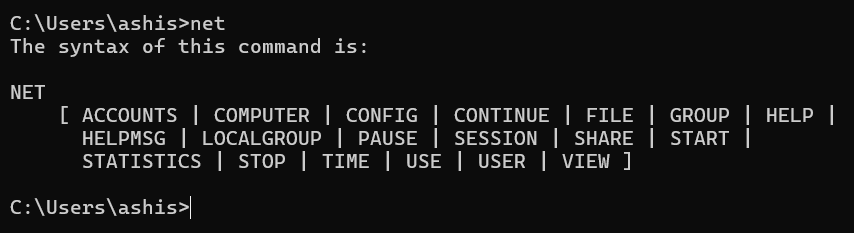 C:\Users\ashis>net
The syntax of this command is:
NET
[ ACCOUNTS | COMPUTER | CONFIG | CONTINUE | FILE | GROUP | HELP |
HELPMSG | LOCALGROUP | PAUSE | SESSION | SHARE | START |
STATISTICS | STOP | TIME | USE | USER | VIEW ]
C:\Users\ashis>